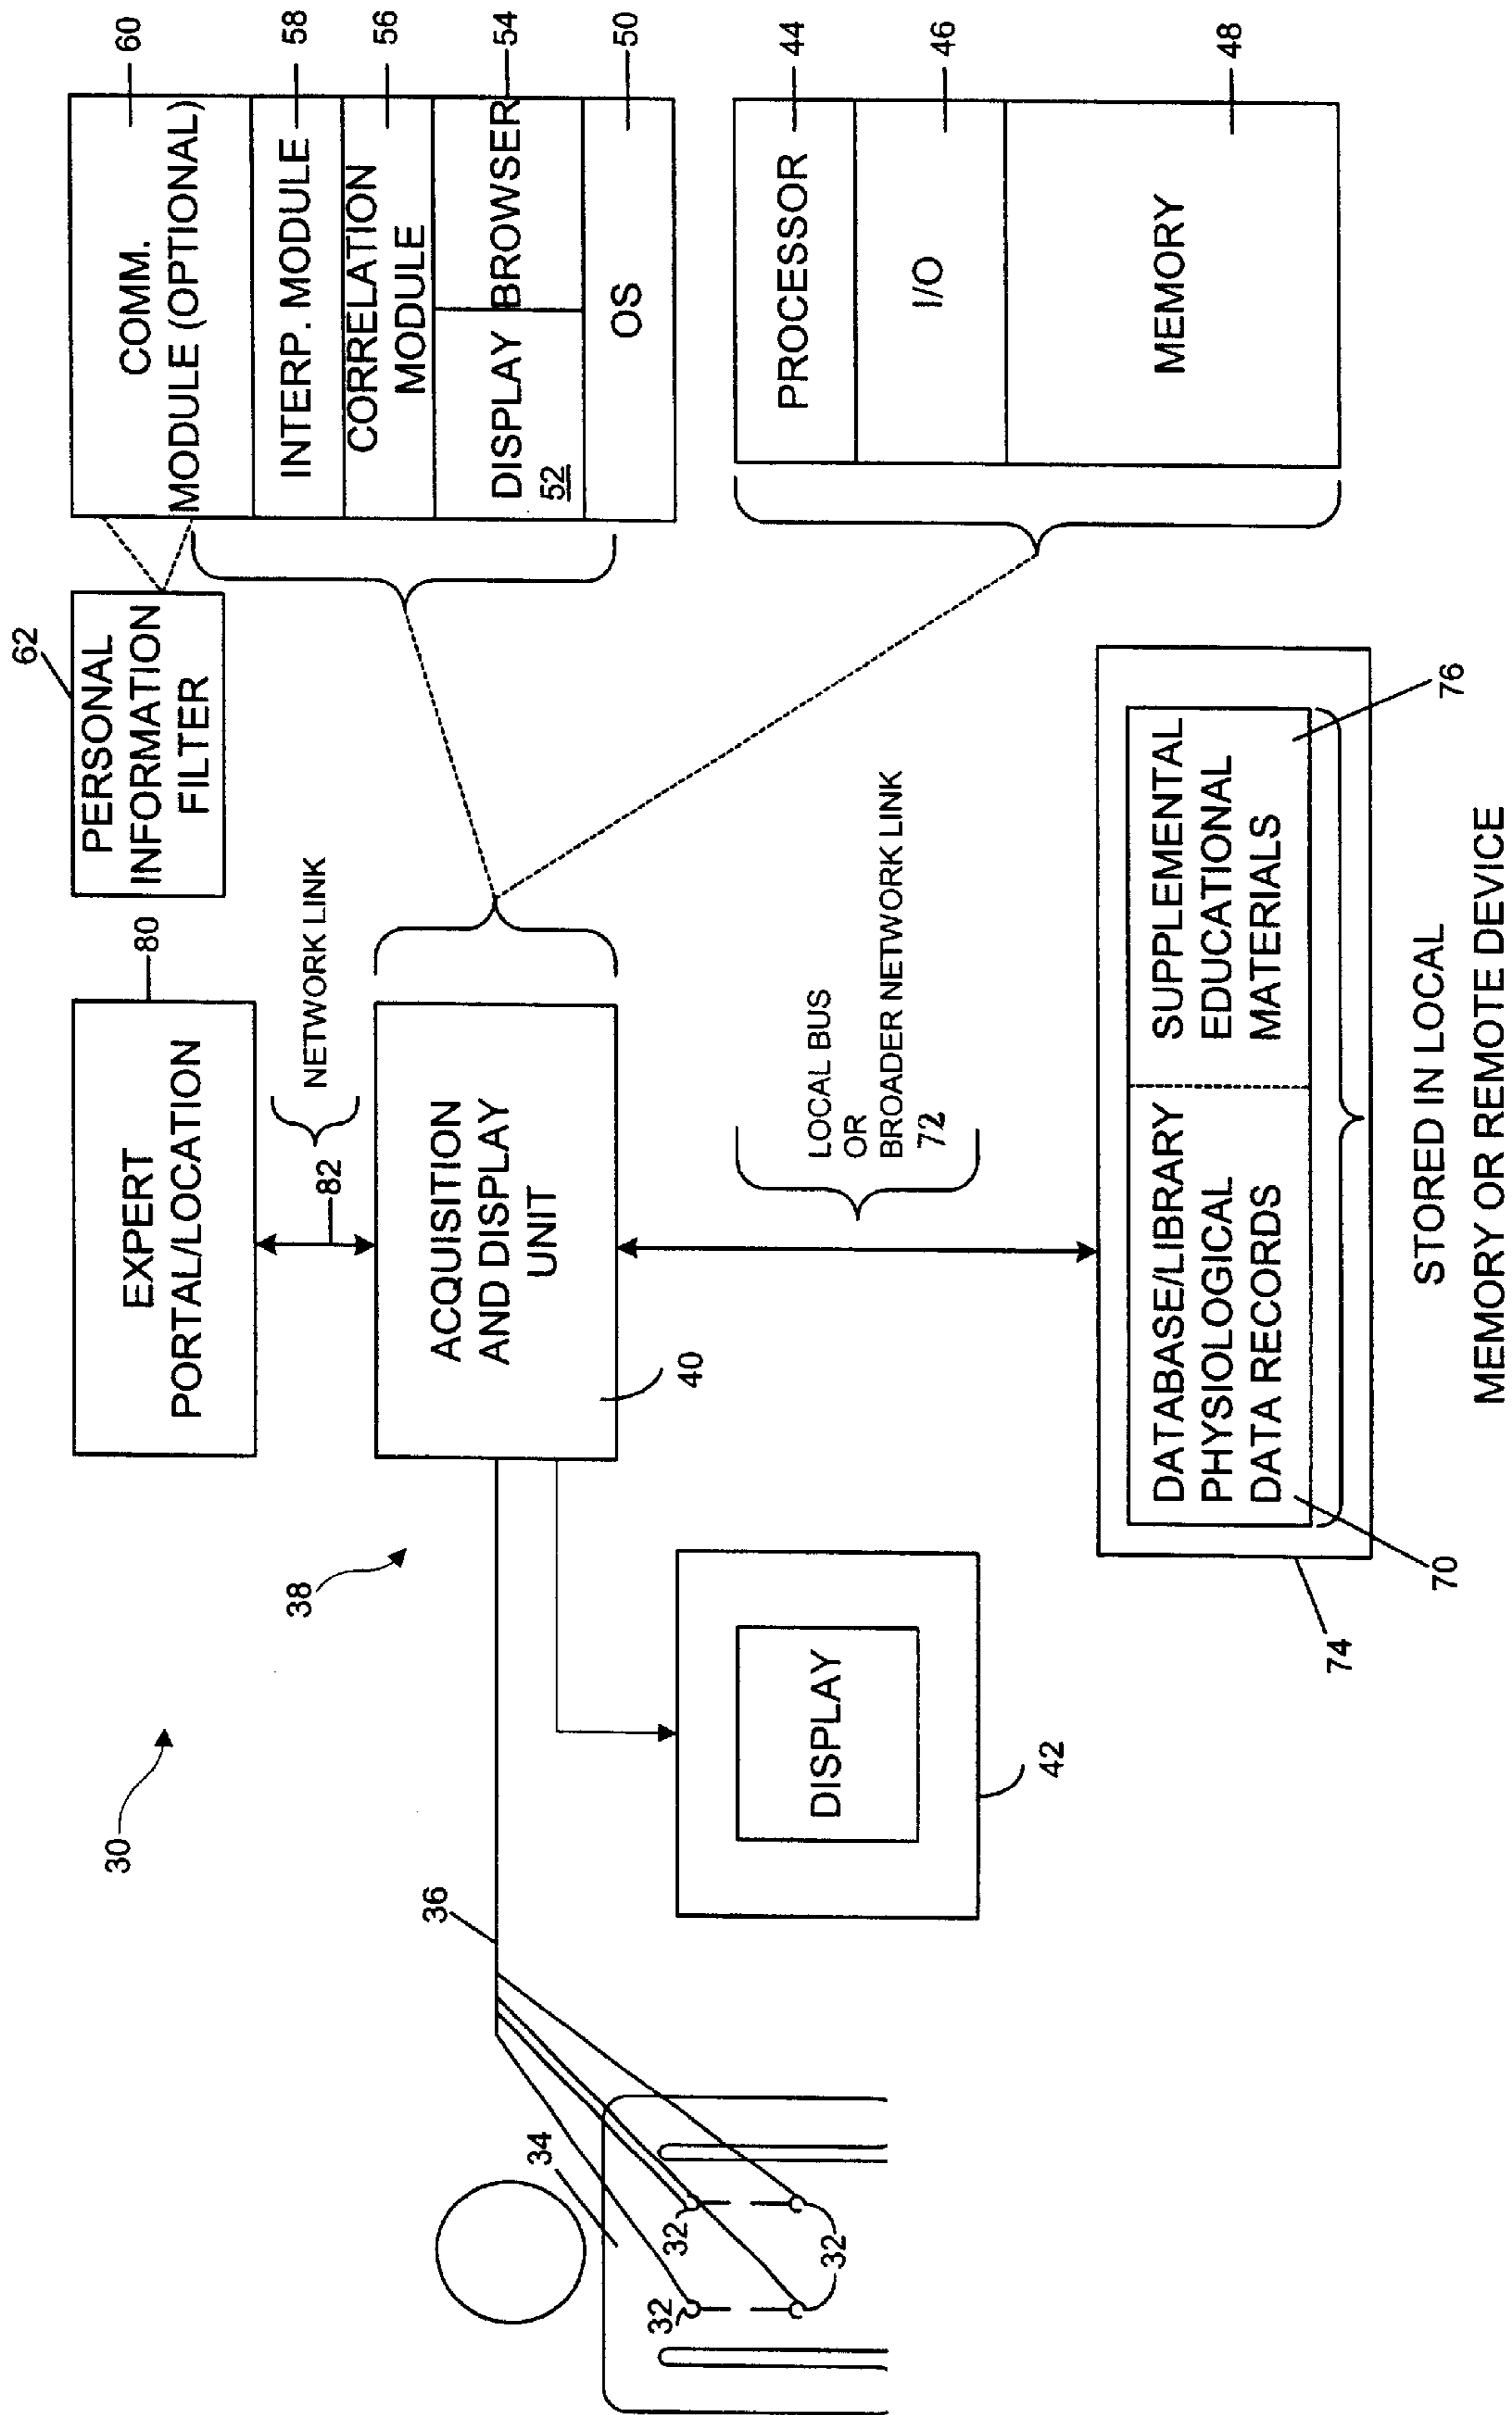 30
36
34
32
32
32
38
EXPERT
PORTAL/LOCATION
80
82
NETWORK LINK
ACQUISITION
AND DISPLAY
UNIT
40
DISPLAY
42
LOCAL BUS
OR
BROADER NETWORK LINK
72
DATABASE/LIBRARY
PHYSIOLOGICAL
DATA RECORDS
SUPPLEMENTAL
EDUCATIONAL
MATERIALS
74
70
76
STORED IN LOCAL
MEMORY OR REMOTE DEVICE
62
PERSONAL
INFORMATION
FILTER
COMM.
MODULE (OPTIONAL)
60
INTERP. MODULE
58
CORRELATION
MODULE
56
DISPLAY
52
BROWSER
54
OS
50
PROCESSOR
44
I/O
46
MEMORY
48